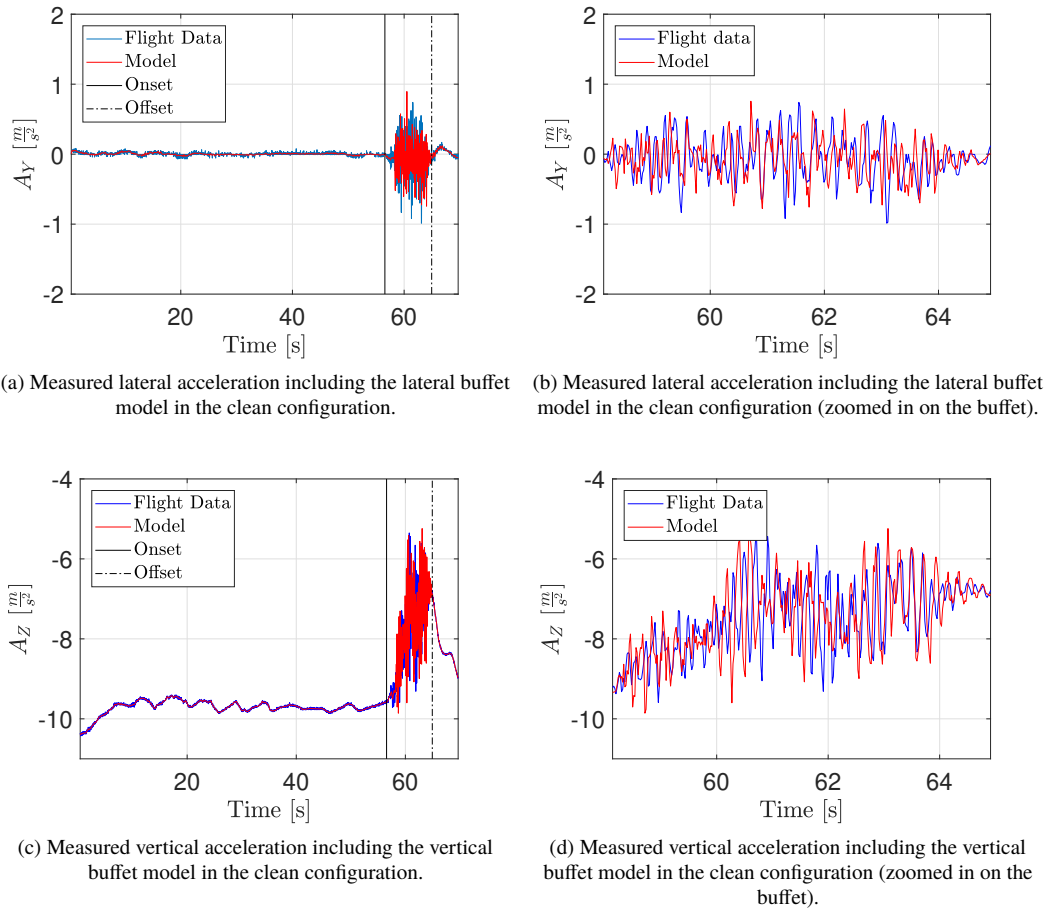 2
1
0
-1
-2
A_Y [m/s²]
Flight Data
Model
Onset
Offset
20
40
60
Time [s]
2
1
0
-1
-2
A_Y [m/s²]
Flight data
Model
60
62
64
Time [s]
(a) Measured lateral acceleration including the lateral buffet
model in the clean configuration.
(b) Measured lateral acceleration including the lateral buffet
model in the clean configuration (zoomed in on the buffet).
-4
-6
-8
-10
A_Z [m/s²]
Flight Data
Model
Onset
Offset
20
40
60
Time [s]
-4
-6
-8
-10
A_Z [m/s²]
Flight Data
Model
60
62
64
Time [s]
(c) Measured vertical acceleration including the vertical
buffet model in the clean configuration.
(d) Measured vertical acceleration including the vertical
buffet model in the clean configuration (zoomed in on the
buffet).